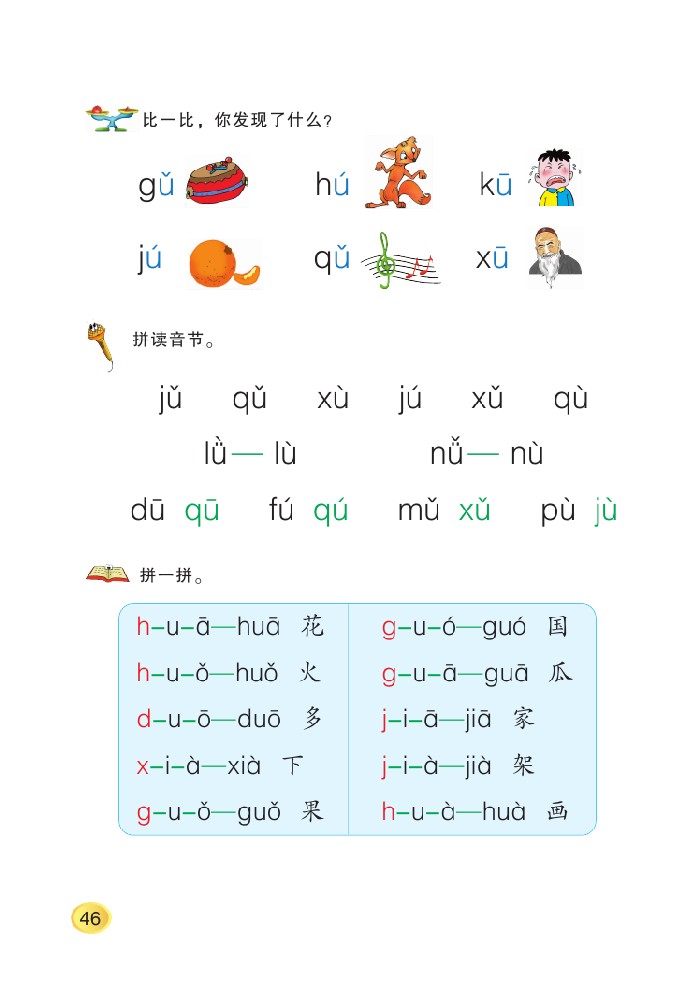 比一比，你发现了什么?
gǔ hú kū
jú qǔ xū
拼读音节。
jǔ qǔ xù jú xǔ qù
lǜ—lù nǚ—nù
dū qū fú qú mǔ xǔ pù jù
拼一拼。
h-u-ā—huā 花 g-u-ó—guó 国
h-u-ǒ—huǒ 火 g-u-ā—guā 瓜
d-u-ō—duō 多 j-i-ā—jiā 家
x-i-à—xià 下 j-i-à—jià 架
g-u-ǒ—guǒ 果 h-u-à—huà 画
46